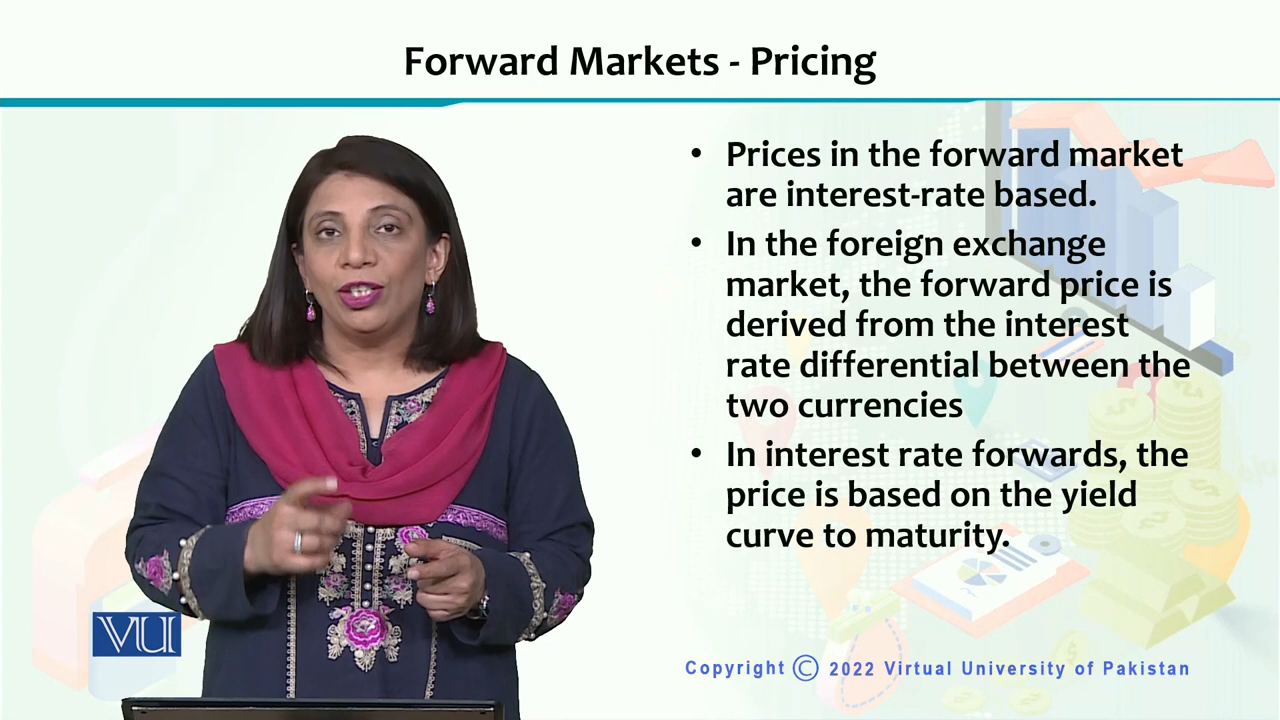 Forward Markets - Pricing
• Prices in the forward market
are interest-rate based.
• In the foreign exchange
market, the forward price is
derived from the interest
rate differential between the
two currencies
• In interest rate forwards, the
price is based on the yield
curve to maturity.
VU
Copyright © 2022 Virtual University of Pakistan